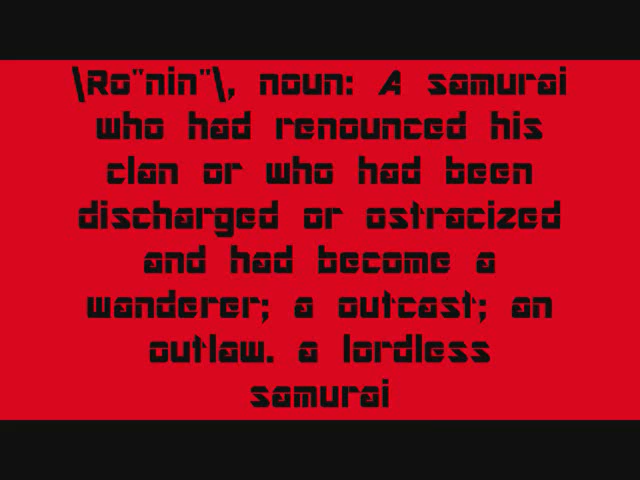 \Ro"nin"\, noun: A samurai
who had renounced his
clan or who had been
discharged or ostracized
and had become a
wanderer; a outcast; an
outlaw. a lordless
samurai